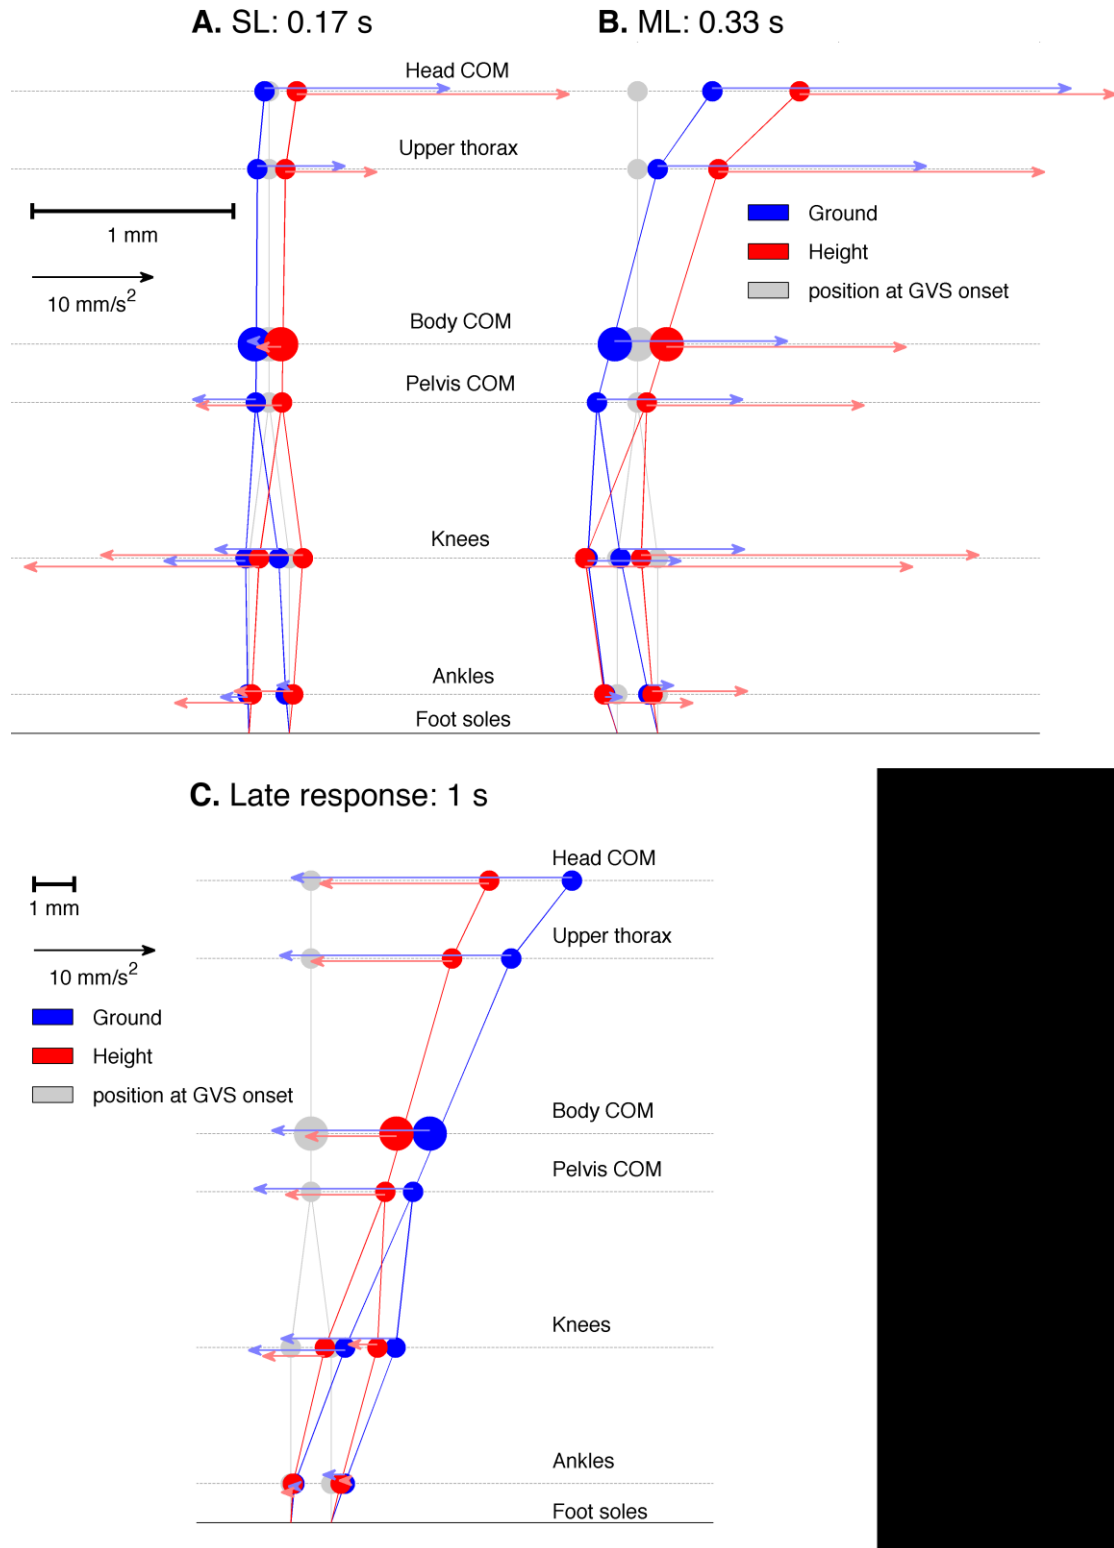 A. SL: 0.17 s
B. ML: 0.33 s
Head COM
Upper thorax
1 mm
10 mm/s²
Ground
Height
position at GVS onset
Body COM
Pelvis COM
Knees
Ankles
Foot soles
C. Late response: 1 s
Head COM
1 mm
Upper thorax
10 mm/s²
Ground
Height
position at GVS onset
Body COM
Pelvis COM
Knees
Ankles
Foot soles